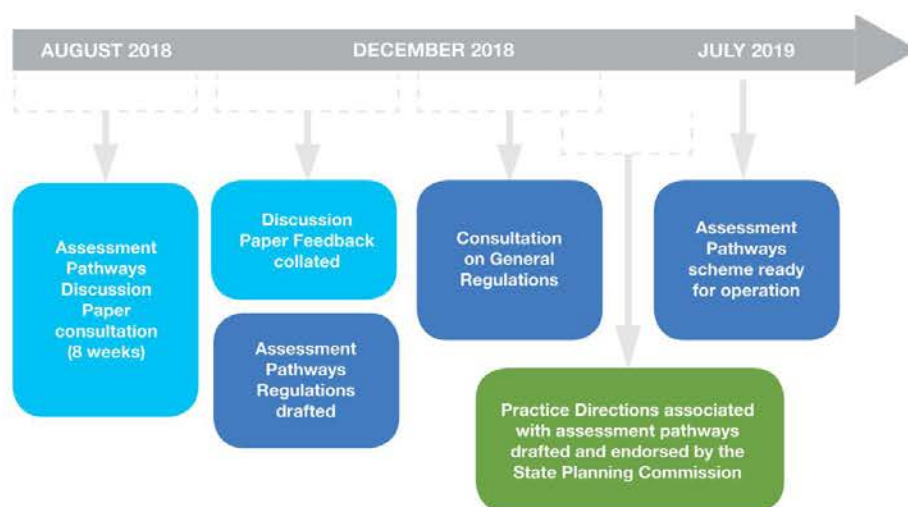 AUGUST 2018
DECEMBER 2018
JULY 2019
Assessment
Pathways
Discussion
Paper
consultation
(8 weeks)
Discussion
Paper Feedback
collated
Assessment
Pathways
Regulations
drafted
Consultation
on General
Regulations
Practice Directions associated
with assessment pathways
drafted and endorsed by the
State Planning Commission
Assessment
Pathways
scheme ready
for operation